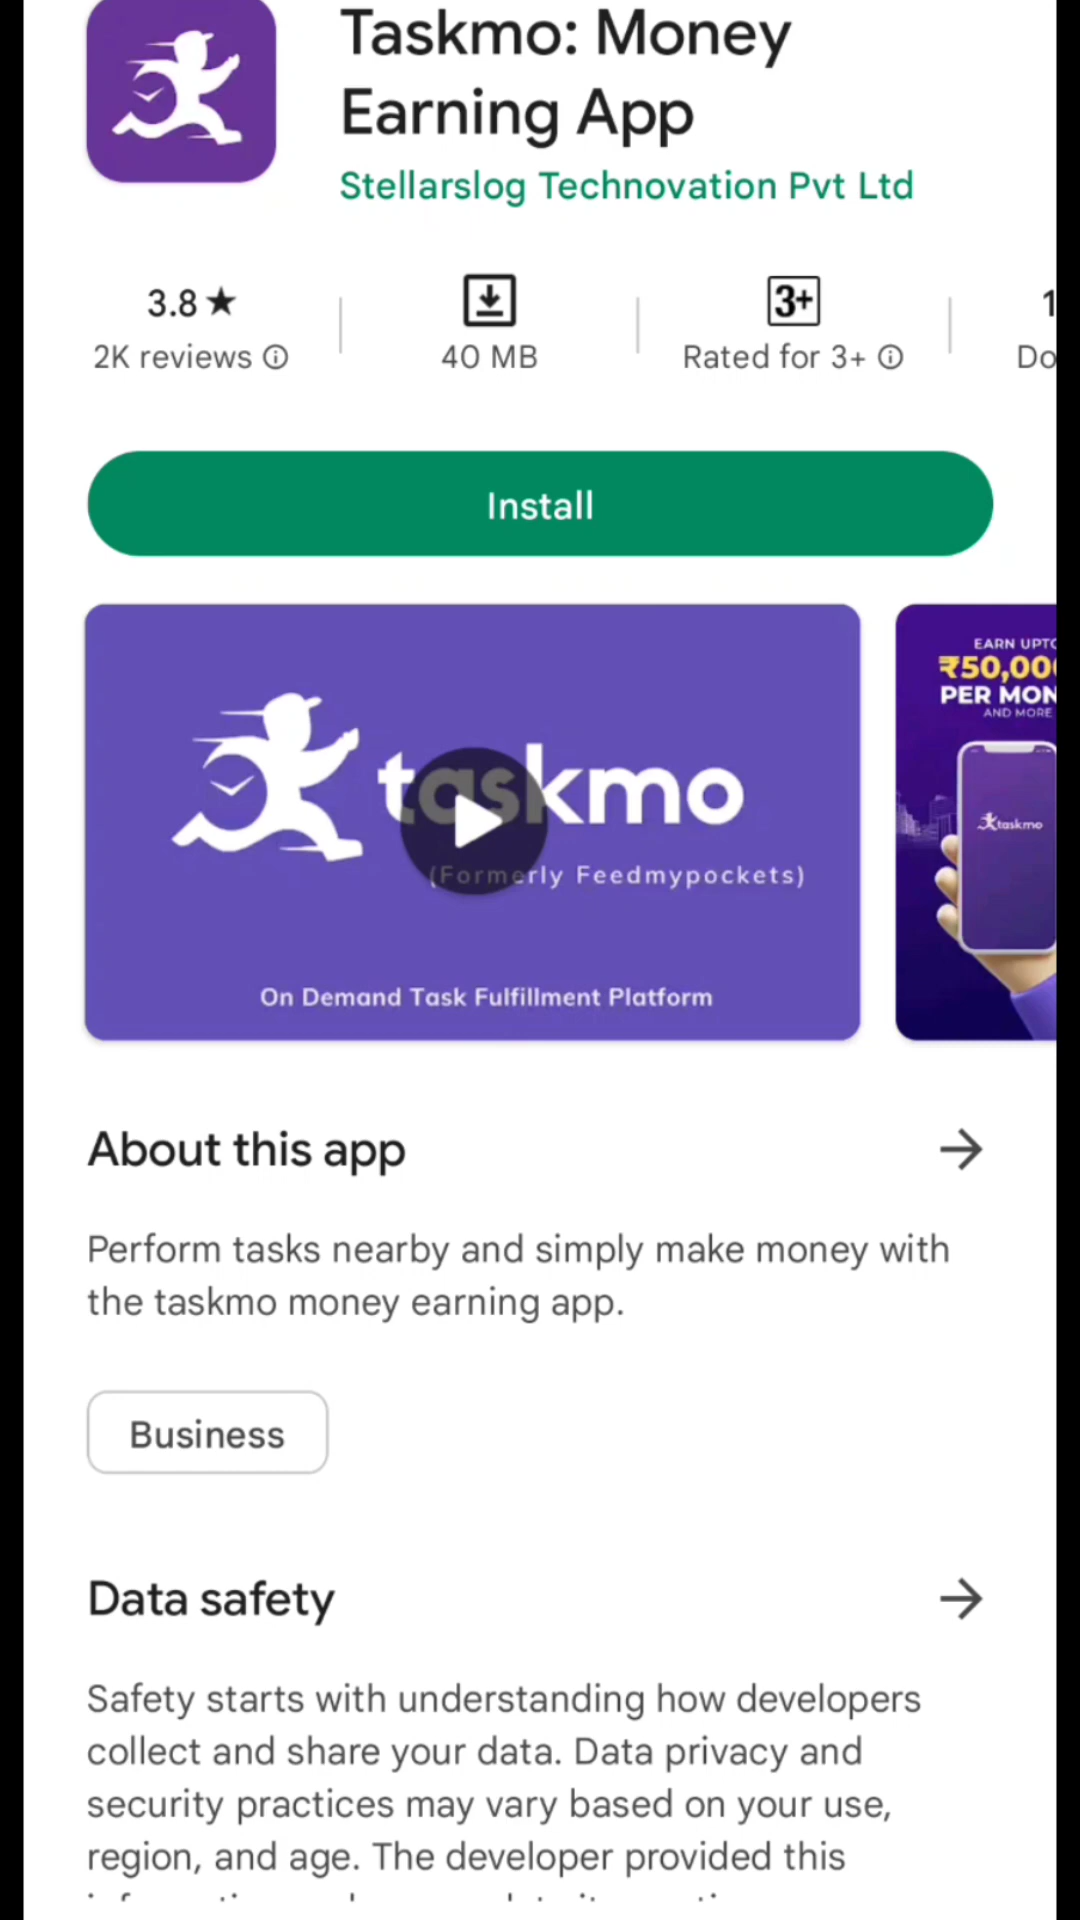 Taskmo: Money
Earning App
Stellarslog Technovation Pvt Ltd
3.8★
2K reviews
40 MB
3+
Rated for 3+
1
Do
Install
taskmo
(Formerly Feedmypockets)
On Demand Task Fulfillment Platform
EARN UPTO
₹50,00
PER MON
AND MORE
taskmo
About this app
Perform tasks nearby and simply make money with
the taskmo money earning app.
Business
Data safety
Safety starts with understanding how developers
collect and share your data. Data privacy and
security practices may vary based on your use,
region, and age. The developer provided this